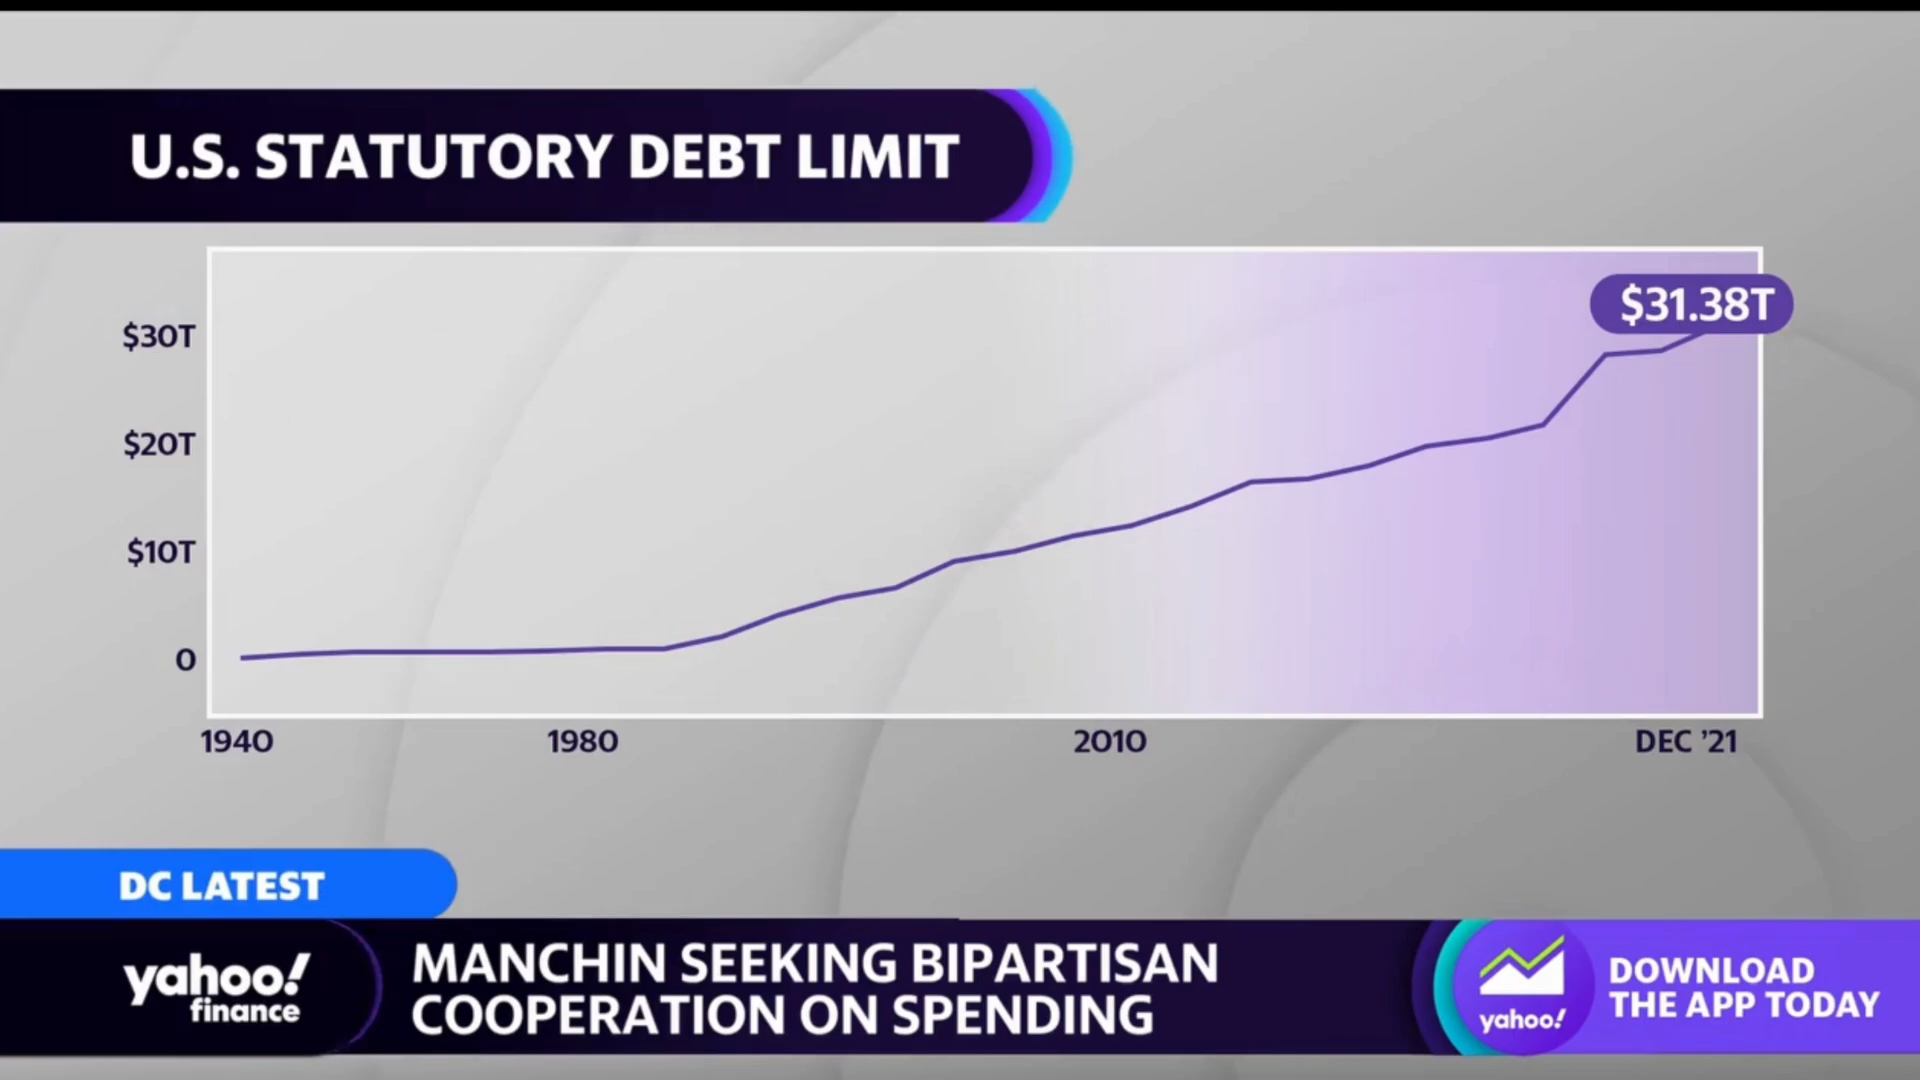 U.S. STATUTORY DEBT LIMIT
$31.38T
$30T
$20T
$10T
0
1940
1980
2010
DEC ’21
DC LATEST
yahoo!
finance
MANCHIN SEEKING BIPARTISAN
COOPERATION ON SPENDING
yahoo!
DOWNLOAD
THE APP TODAY